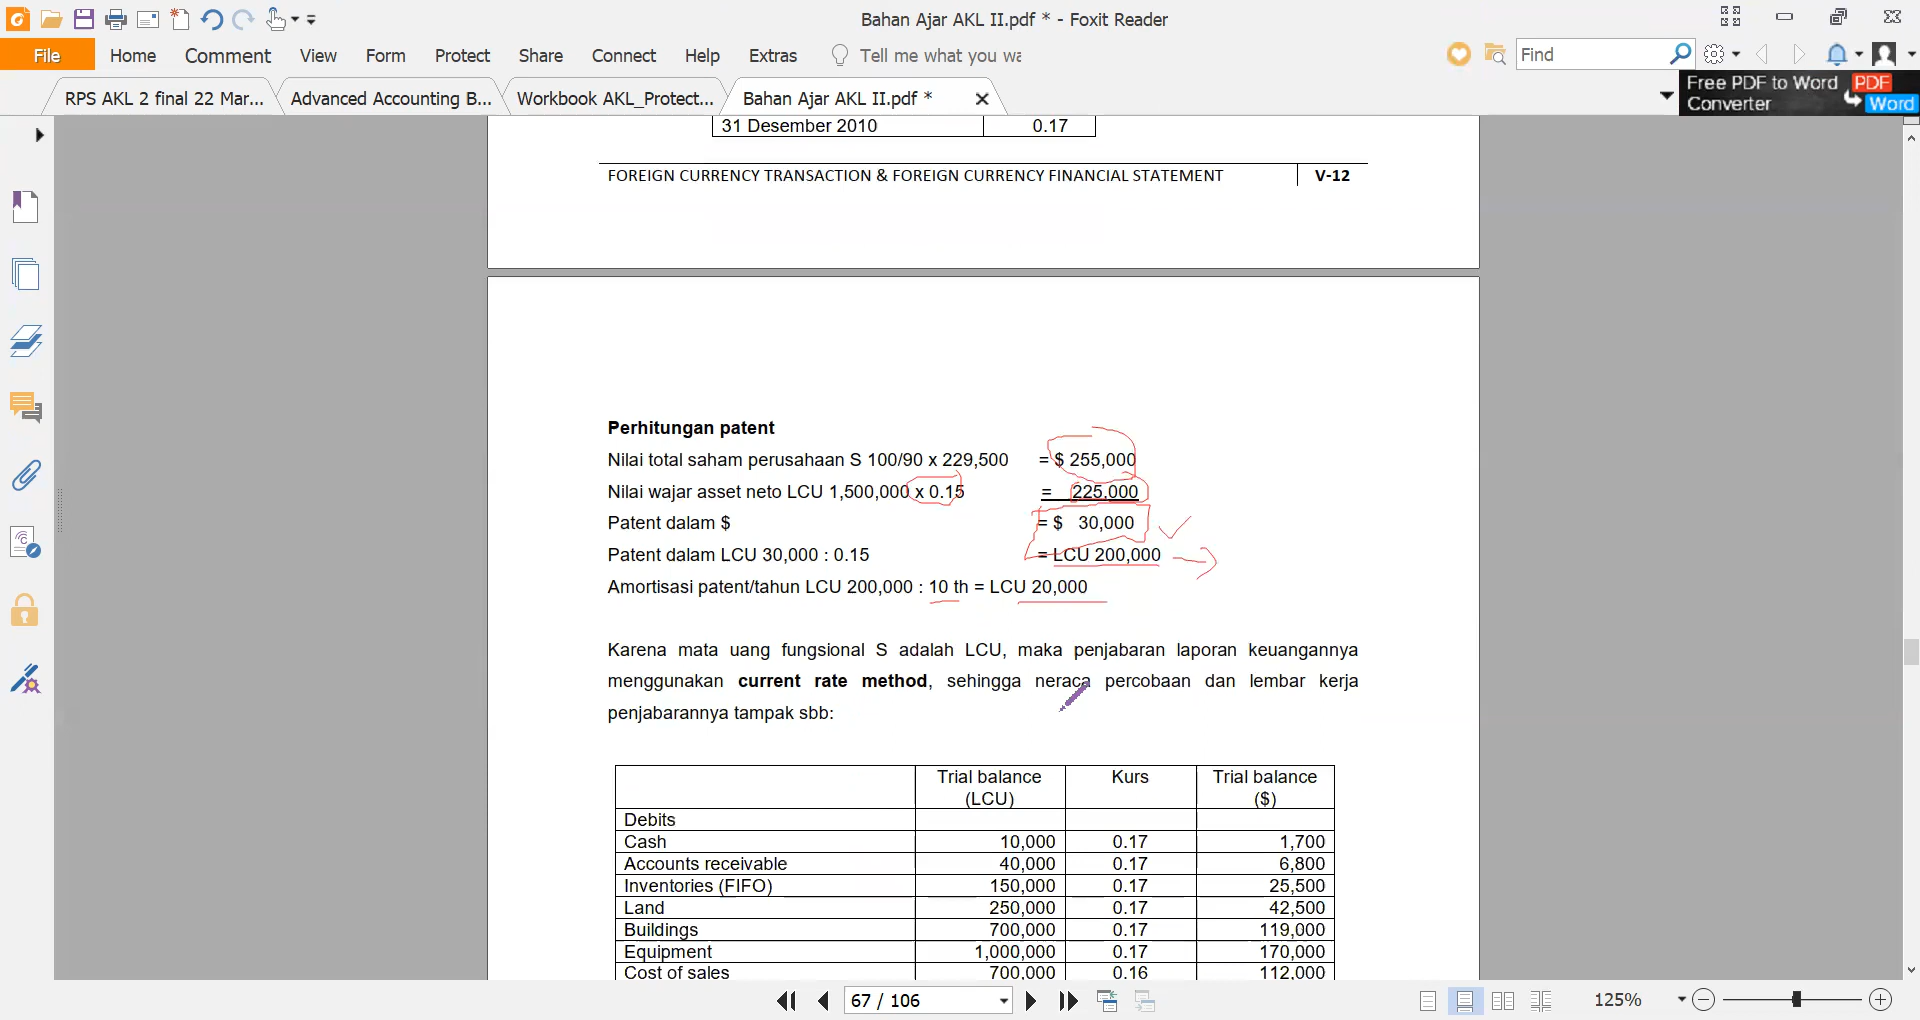 Bahan Ajar AKL II.pdf * - Foxit Reader
File Home Comment View Form Protect Share Connect Help Extras Tell me what you wa Find
RPS AKL 2 final 22 Mar... Advanced Accounting B... Workbook AKL_Protect... Bahan Ajar AKL II.pdf *
Free PDF to Word Converter PDF Word
31 Desember 2010 0.17
FOREIGN CURRENCY TRANSACTION & FOREIGN CURRENCY FINANCIAL STATEMENT V-12
Perhitungan patent
Nilai total saham perusahaan S 100/90 x 229,500 = $ 255,000
Nilai wajar asset neto LCU 1,500,000 x 0.15 = 225,000
Patent dalam $ = $ 30,000
Patent dalam LCU 30,000 : 0.15 = LCU 200,000
Amortisasi patent/tahun LCU 200,000 : 10 th = LCU 20,000
Karena mata uang fungsional S adalah LCU, maka penjabaran laporan keuangannya
menggunakan current rate method, sehingga neraca percobaan dan lembar kerja
penjabarannya tampak sbb:
Trial balance Kurs Trial balance
(LCU) ($)
Debits
Cash 10,000 0.17 1,700
Accounts receivable 40,000 0.17 6,800
Inventories (FIFO) 150,000 0.17 25,500
Land 250,000 0.17 42,500
Buildings 700,000 0.17 119,000
Equipment 1,000,000 0.17 170,000
Cost of sales 700,000 0.16 112,000
67 / 106 125%